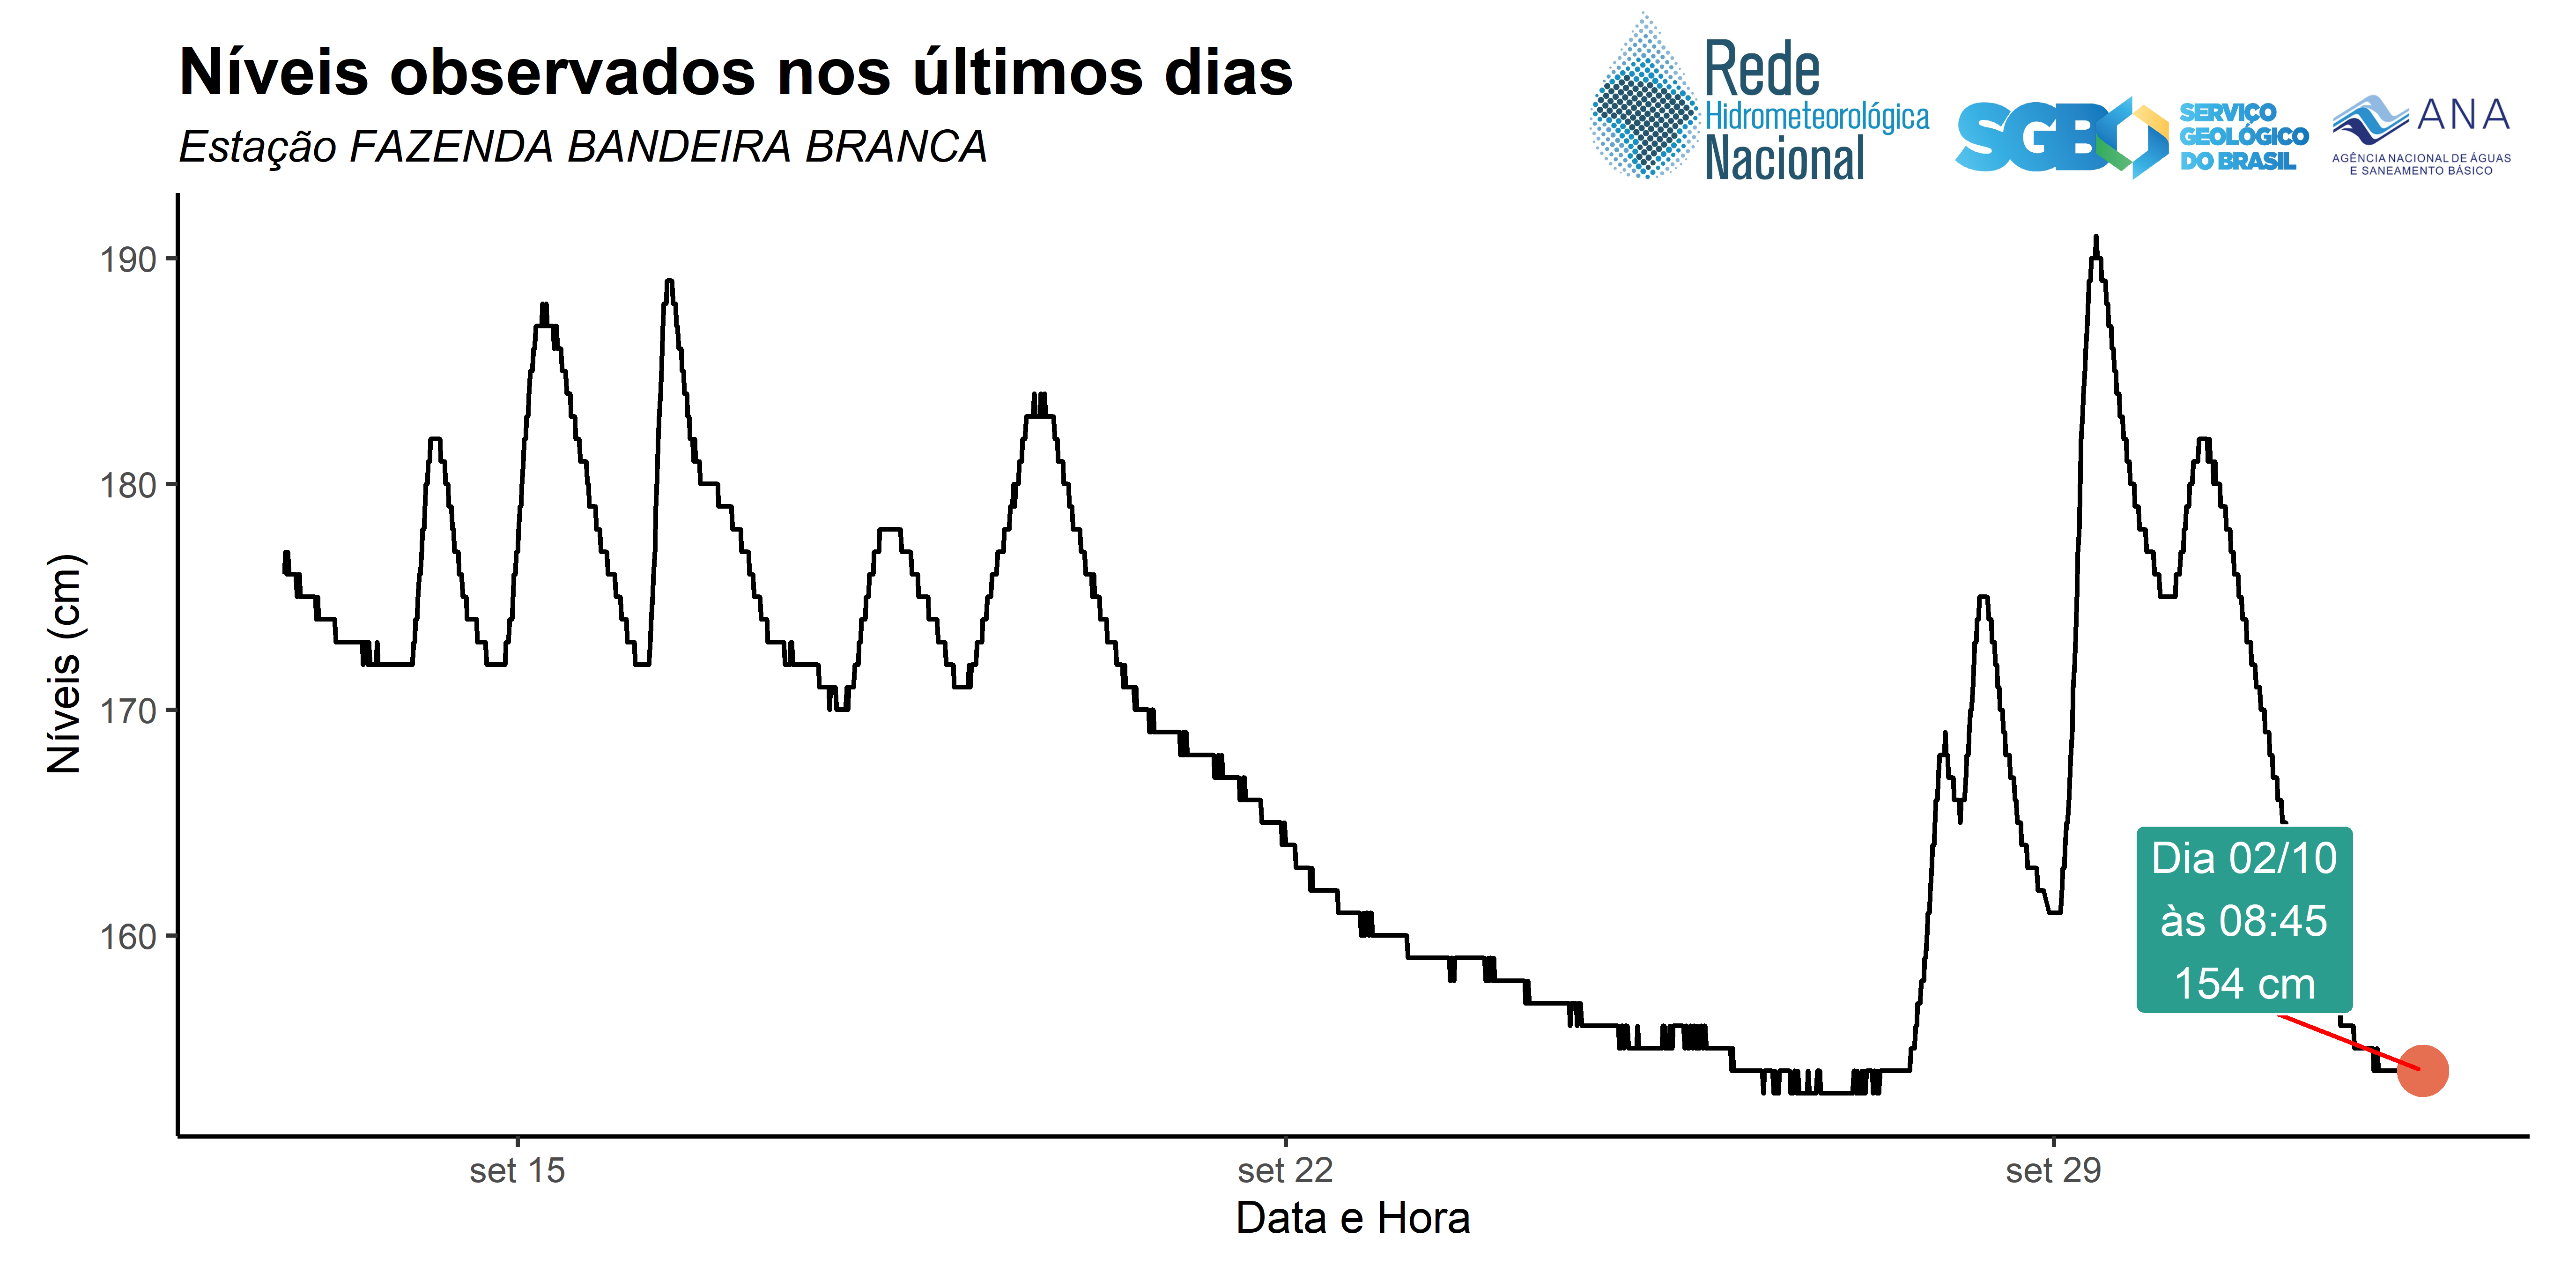 Níveis observados nos últimos dias
Estação FAZENDA BANDEIRA BRANCA
Rede
Hidrometeorológica
Nacional
SGB
SERVIÇO
GEOLÓGICO
DO BRASIL
ANA
AGÊNCIA NACIONAL DE ÁGUAS
E SANEAMENTO BÁSICO
Níveis (cm)
190
180
170
160
Dia 02/10
às 08:45
154 cm
set 15
set 22
set 29
Data e Hora